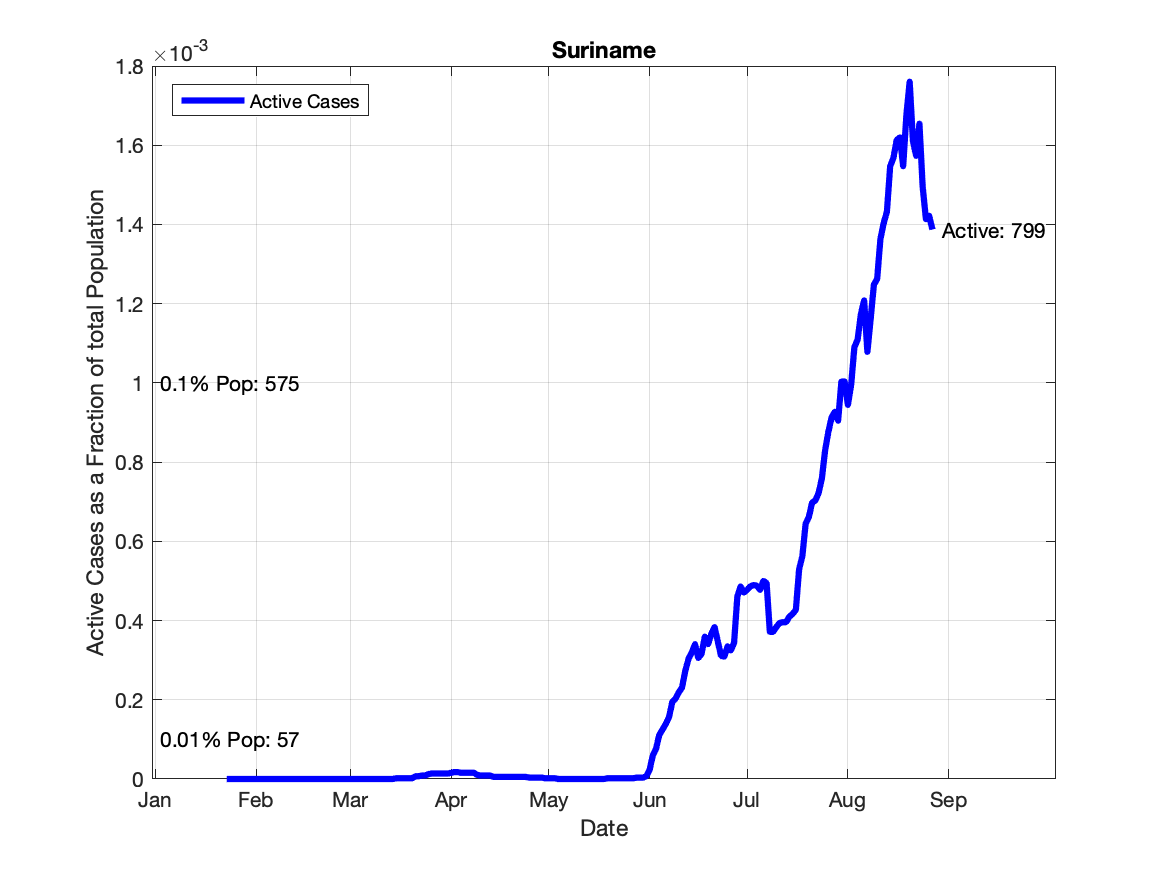 Suriname
×10-3
1.8
1.6
1.4
1.2
1
0.8
0.6
0.4
0.2
0
Active Cases as a Fraction of total Population
Active Cases
Active: 799
0.1% Pop: 575
0.01% Pop: 57
Jan Feb Mar Apr May Jun Jul Aug Sep
Date